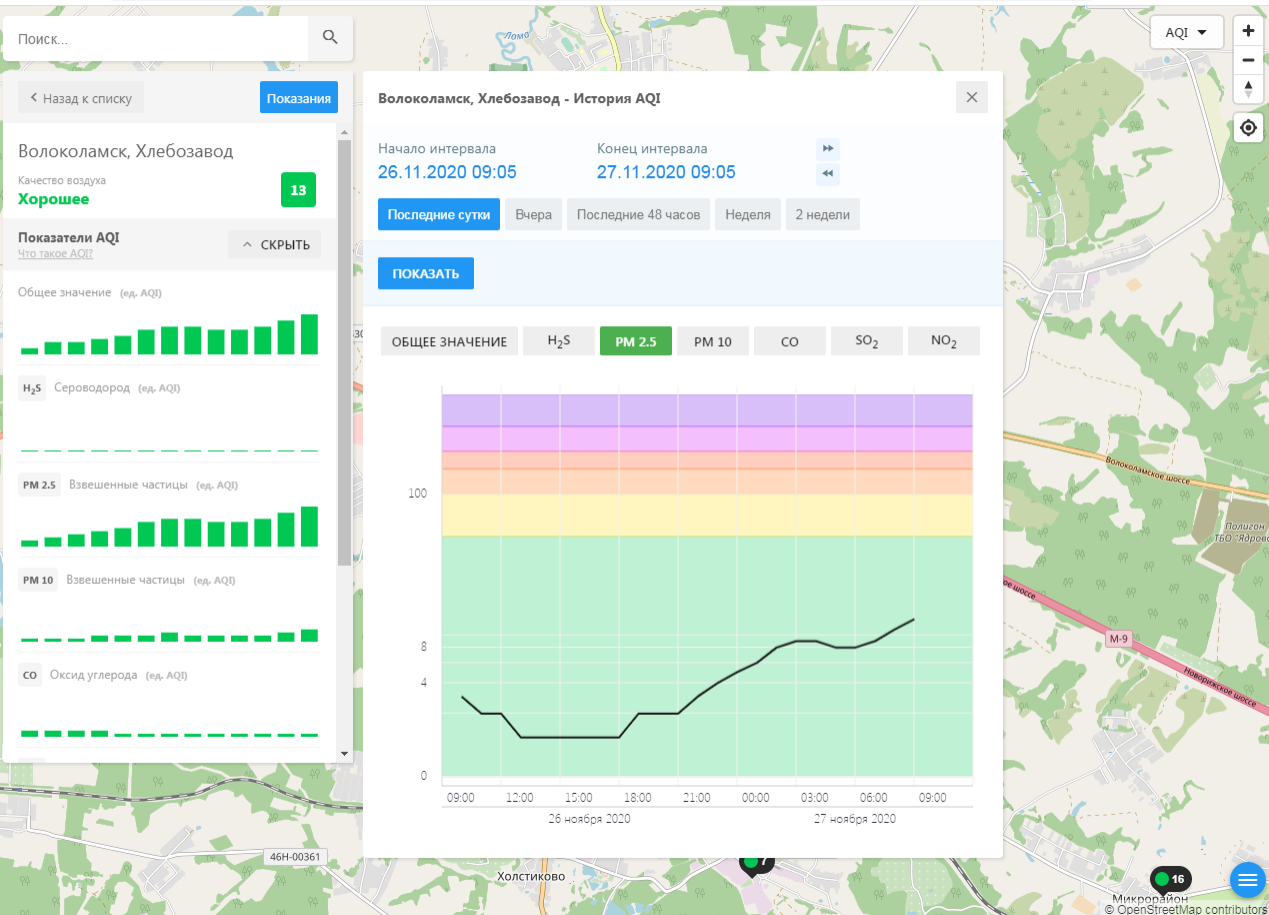 Поиск...
AQI
Назад к списку
Показания
Волоколамск, Хлебозавод
Качество воздуха
Хорошее
13
Показатели AQI
Что такое AQI?
СКРЫТЬ
Общее значение (ед. AQI)
H2S Сероводород (ед. AQI)
PM 2.5 Взвешенные частицы (ед. AQI)
PM 10 Взвешенные частицы (ед. AQI)
CO Оксид углерода (ед. AQI)
Волоколамск, Хлебозавод - История AQI
Начало интервала
26.11.2020 09:05
Конец интервала
27.11.2020 09:05
Последние сутки
Вчера
Последние 48 часов
Неделя
2 недели
ПОКАЗАТЬ
ОБЩЕЕ ЗНАЧЕНИЕ
H2S
PM 2.5
PM 10
CO
SO2
NO2
100
8
4
0
09:00 12:00 15:00 18:00 21:00 00:00 03:00 06:00 09:00
26 ноября 2020 27 ноября 2020
Лама
Волоколамское шоссе
Полигон
ТБО "Ядрово
М-9
Новорижское шоссе
46Н-00361
Холстиково
7
16
Микрорайон
© OpenStreetMap contributors